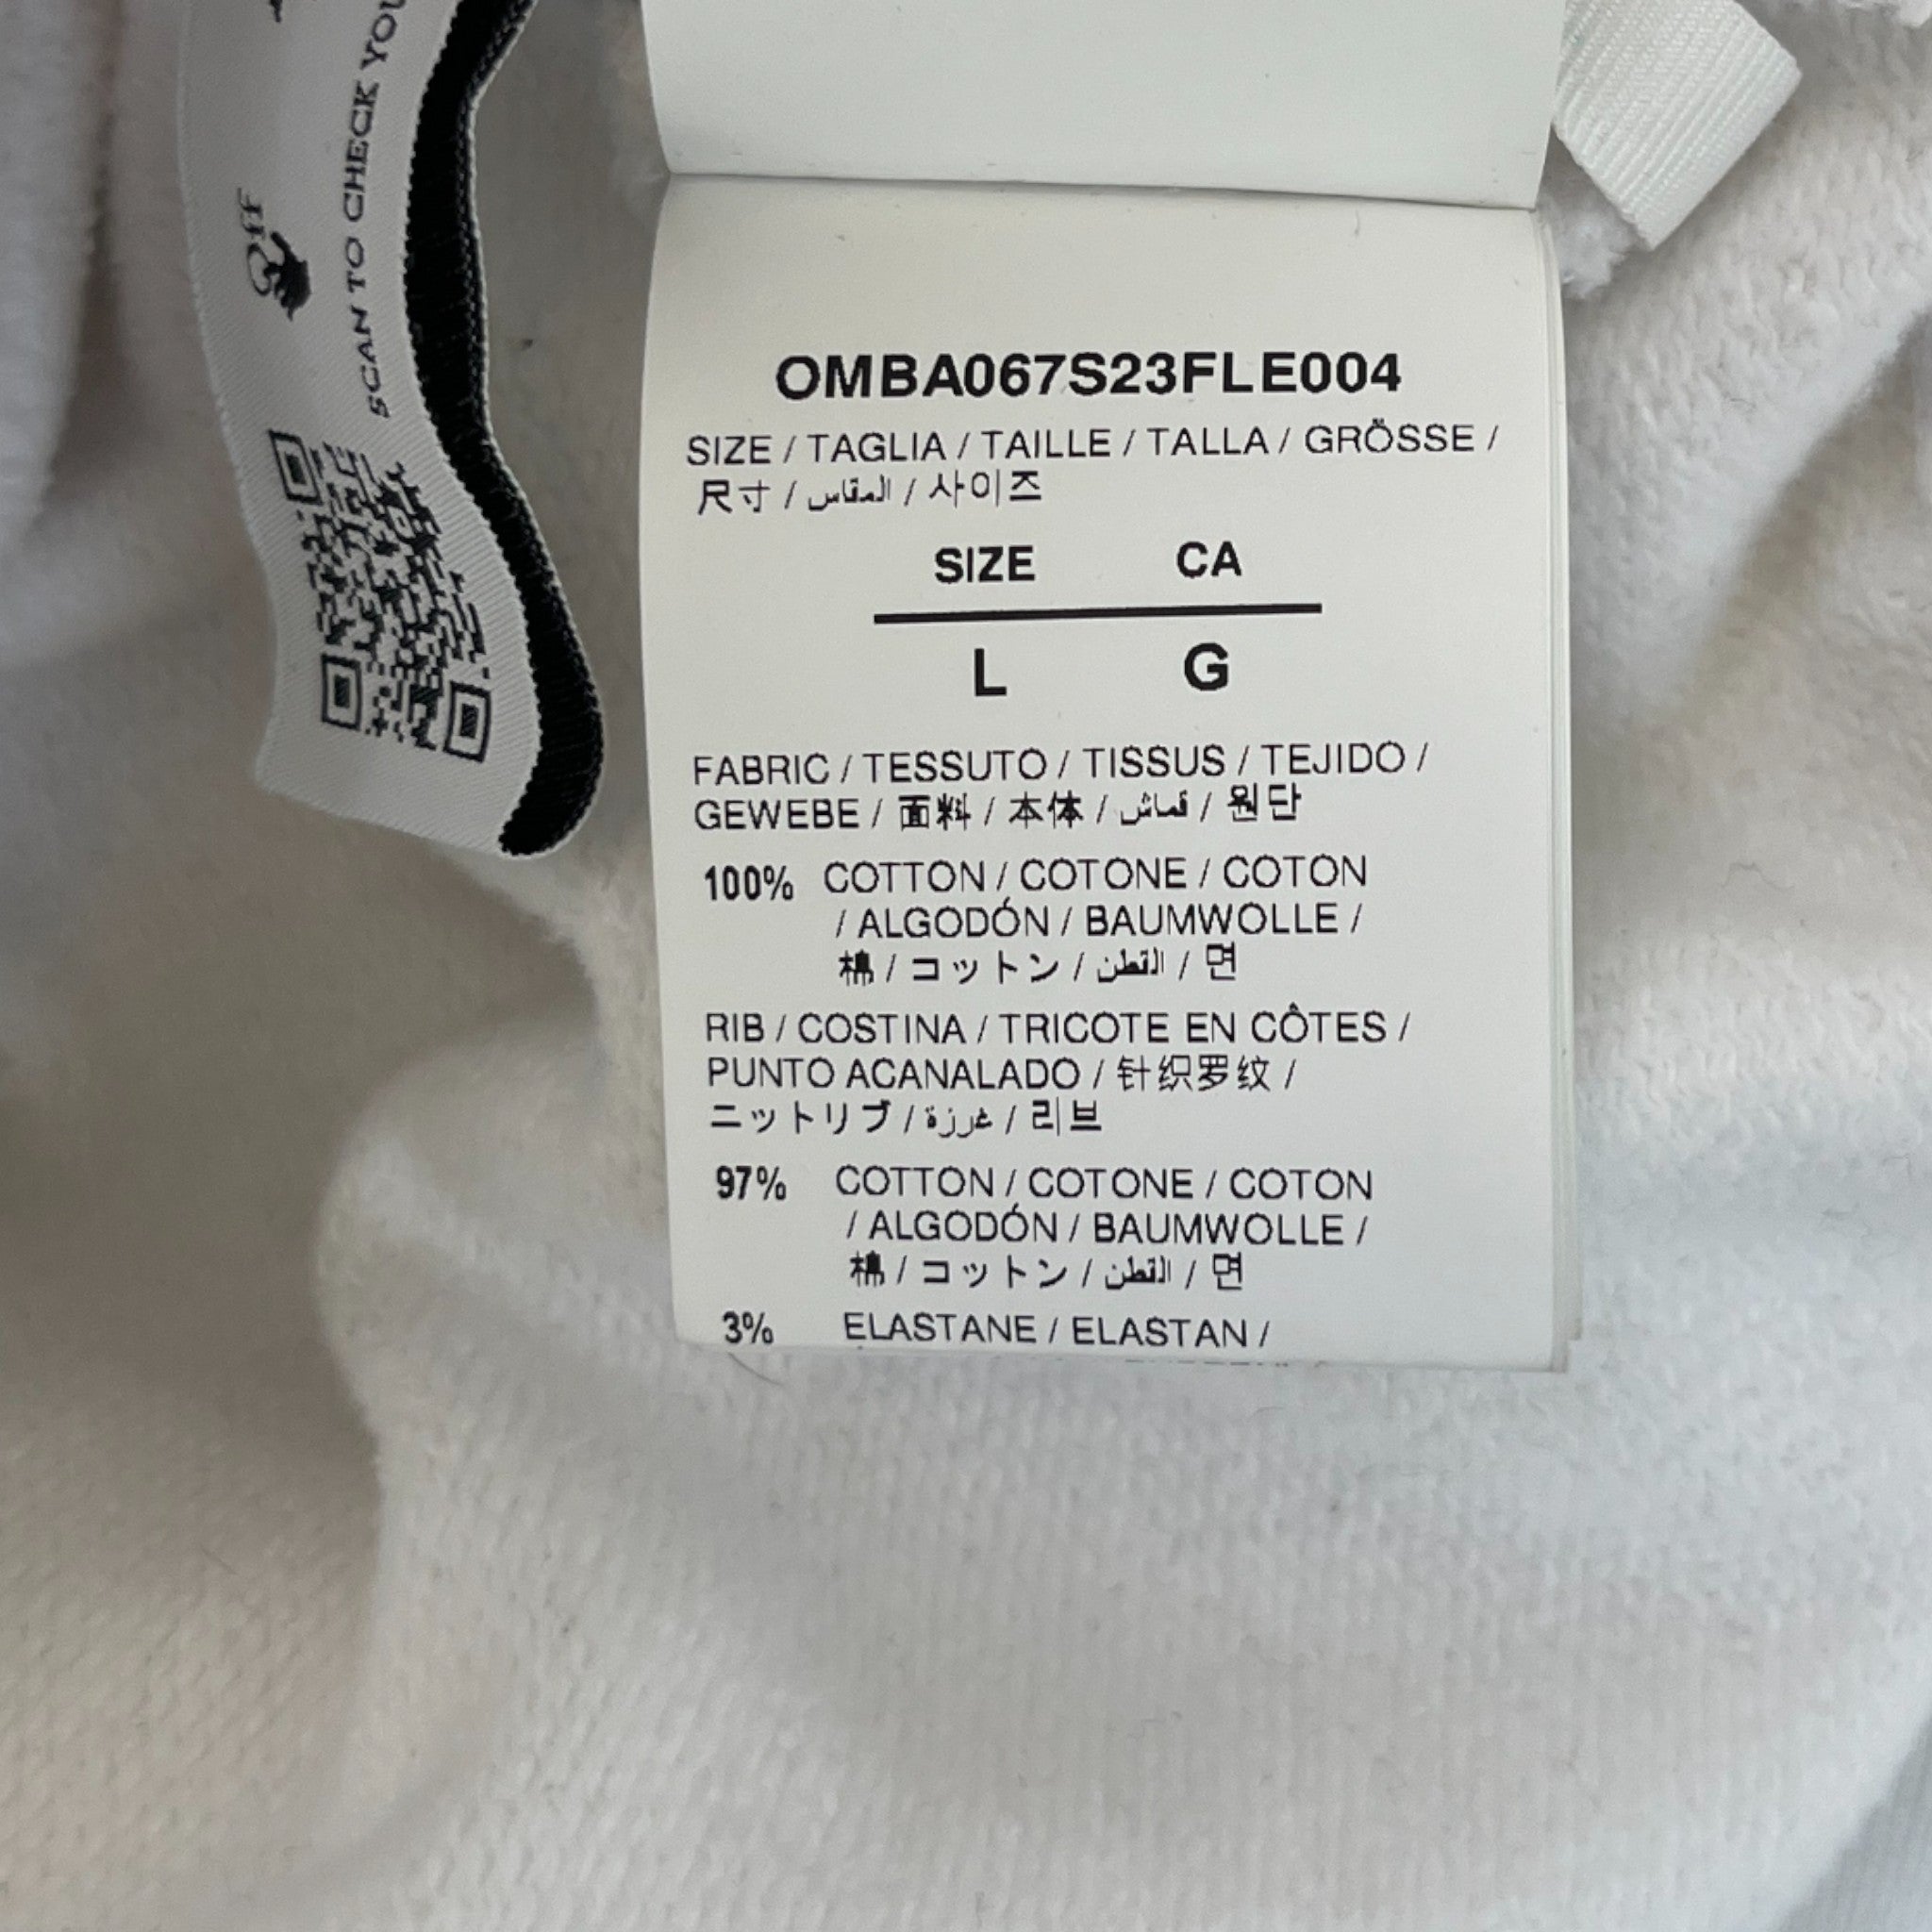 Off
SCAN TO CHECK YOU
OMBA067S23FLE004
SIZE / TAGLIA / TAILLE / TALLA / GRÖSSE /
尺寸 / المقاس / 사이즈
SIZE CA
L G
FABRIC / TESSUTO / TISSUS / TEJIDO /
GEWEBE / 面料 / 本体 / قماش / 원단
100% COTTON / COTONE / COTON
/ ALGODÓN / BAUMWOLLE /
棉 / コットン / القطن / 면
RIB / COSTINA / TRICOTE EN CÔTES /
PUNTO ACANALADO / 针织罗纹 /
ニットリブ / غرزة / 리브
97% COTTON / COTONE / COTON
/ ALGODÓN / BAUMWOLLE /
棉 / コットン / القطن / 면
3% ELASTANE / ELASTAN /